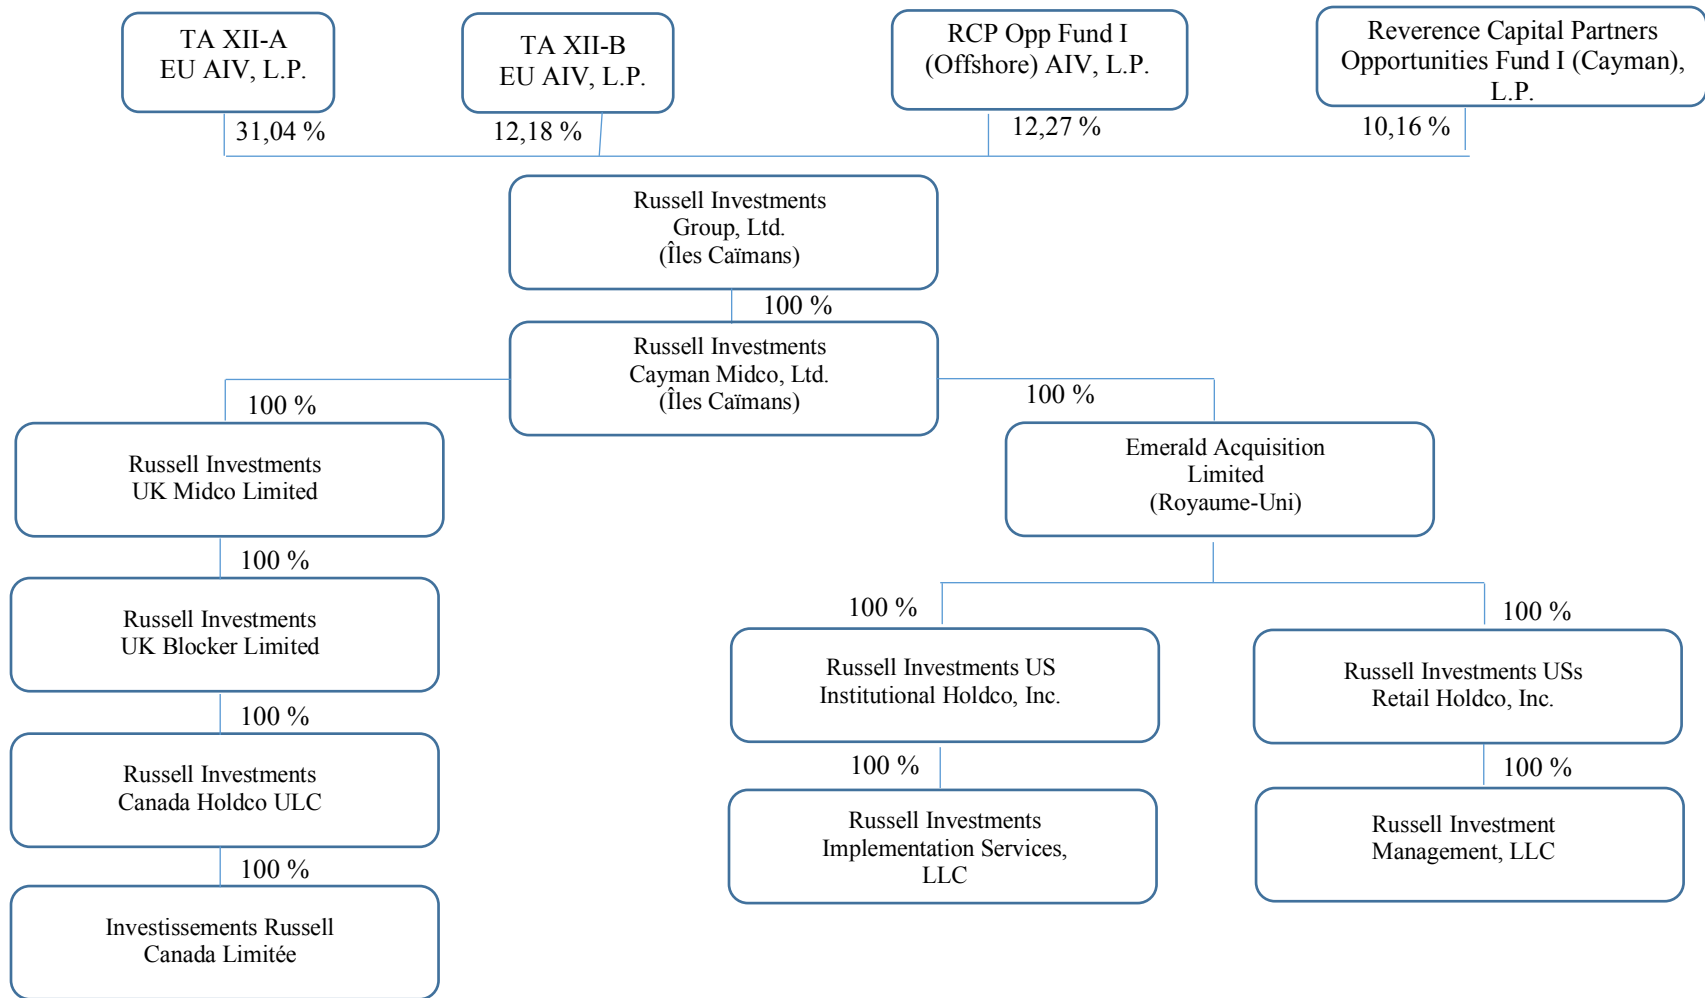 TA XII-A
EU AIV, L.P.
TA XII-B
EU AIV, L.P.
RCP Opp Fund I
(Offshore) AIV, L.P.
Reverence Capital Partners
Opportunities Fund I (Cayman),
L.P.
31,04 %
12,18 %
12,27 %
10,16 %
Russell Investments
Group, Ltd.
(Îles Caïmans)
100 %
Russell Investments
Cayman Midco, Ltd.
(Îles Caïmans)
100 %
100 %
Russell Investments
UK Midco Limited
Emerald Acquisition
Limited
(Royaume-Uni)
100 %
Russell Investments
UK Blocker Limited
100 %
100 %
Russell Investments US
Institutional Holdco, Inc.
Russell Investments USs
Retail Holdco, Inc.
100 %
Russell Investments
Canada Holdco ULC
100 %
100 %
Russell Investments
Implementation Services,
LLC
Russell Investment
Management, LLC
100 %
Investissements Russell
Canada Limitée